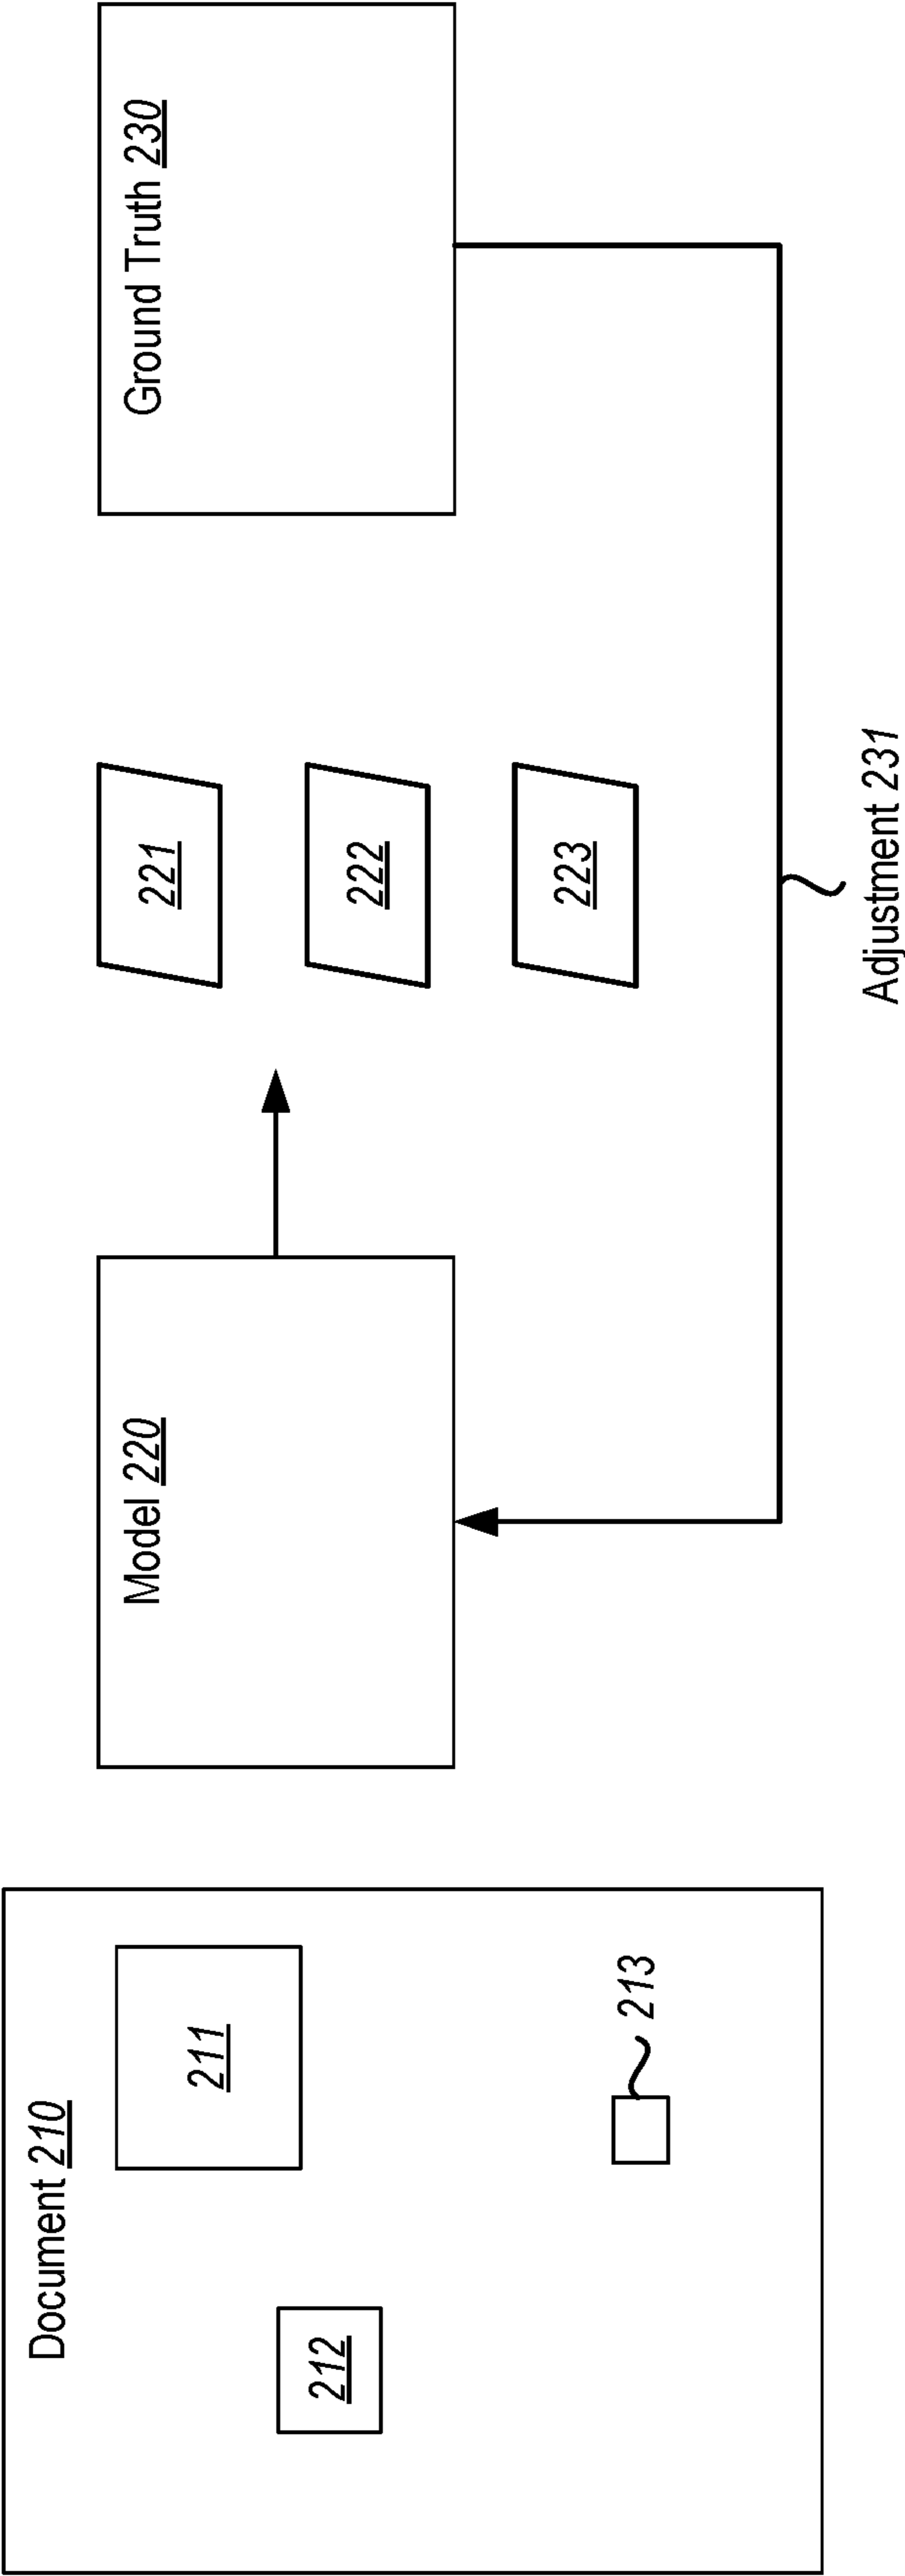 Document 210
211
212
213
Model 220
221
222
223
Ground Truth 230
Adjustment 231